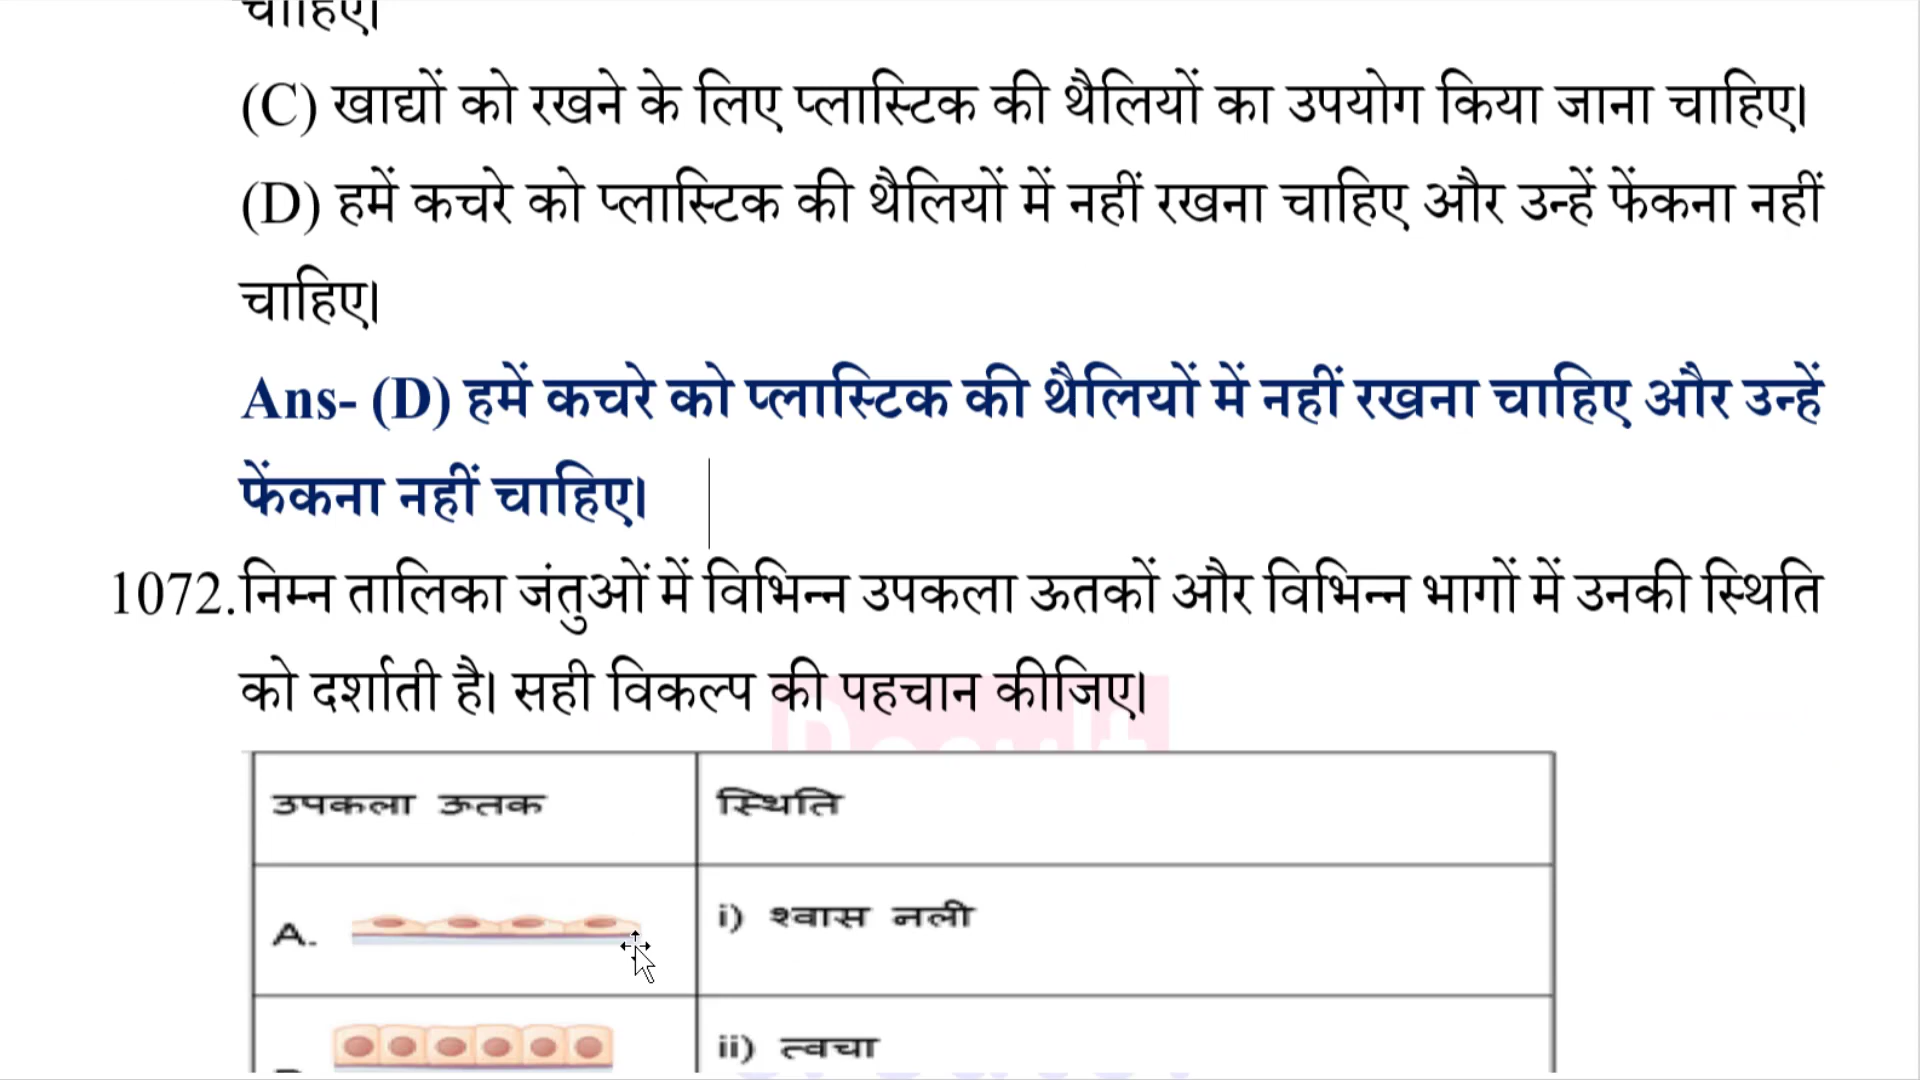 चाहिए।
(C) खाद्यों को रखने के लिए प्लास्टिक की थैलियों का उपयोग किया जाना चाहिए।
(D) हमें कचरे को प्लास्टिक की थैलियों में नहीं रखना चाहिए और उन्हें फेंकना नहीं
चाहिए।
Ans- (D) हमें कचरे को प्लास्टिक की थैलियों में नहीं रखना चाहिए और उन्हें
फेंकना नहीं चाहिए।
1072. निम्न तालिका जंतुओं में विभिन्न उपकला ऊतकों और विभिन्न भागों में उनकी स्थिति
को दर्शाती है। सही विकल्प की पहचान कीजिए।
उपकला ऊतक स्थिति
A. i) श्वास नली
ii) त्वचा